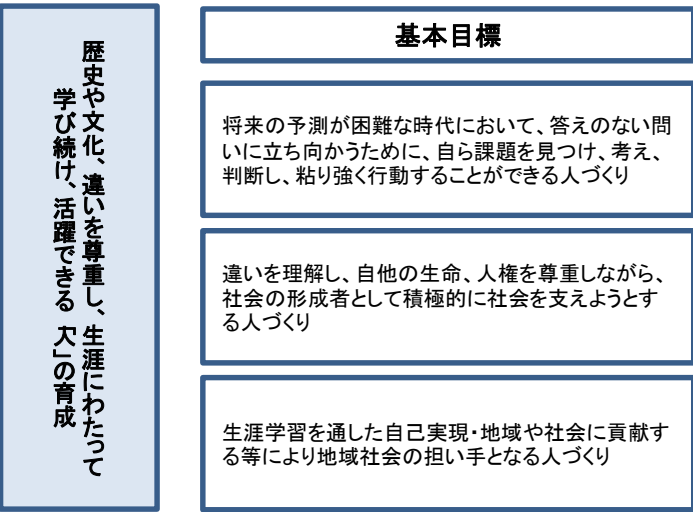 歴史や文化、違いを尊重し、生涯にわたって
学び続け、活躍できる「人」の育成
基本目標
将来の予測が困難な時代において、答えのない問
いに立ち向かうために、自ら課題を見つけ、考え、
判断し、粘り強く行動することができる人づくり
違いを理解し、自他の生命、人権を尊重しながら、
社会の形成者として積極的に社会を支えようとす
る人づくり
生涯学習を通した自己実現・地域や社会に貢献す
る等により地域社会の担い手となる人づくり